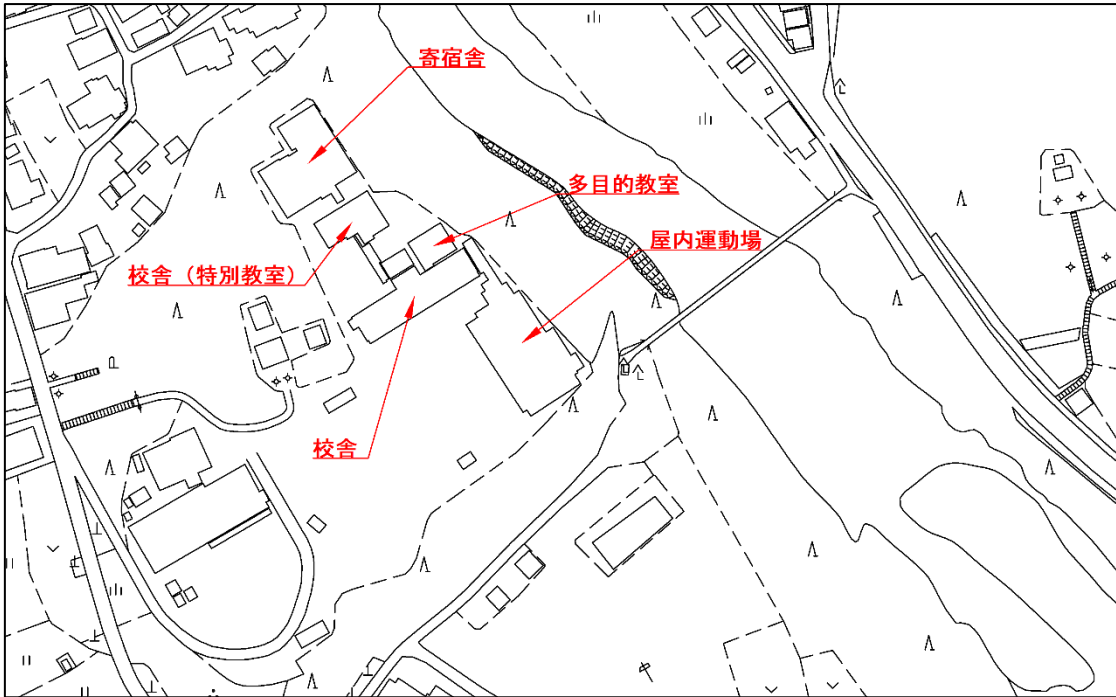 寄宿舎
多目的教室
屋内運動場
校舎（特別教室）
校舎